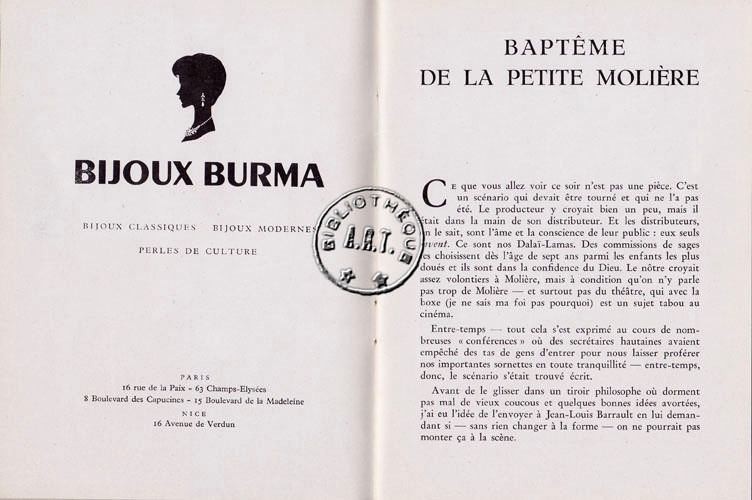 BIJOUX BURMA
BIJOUX CLASSIQUES BIJOUX MODERNES
PERLES DE CULTURE
PARIS
16 rue de la Paix - 63 Champs-Elysées
8 Boulevard des Capucines - 15 Boulevard de la Madeleine
NICE
16 Avenue de Verdun
BIBLIOTHÈQUE
A.R.T.
BAPTÊME
DE LA PETITE MOLIÈRE
CE que vous allez voir ce soir n'est pas une pièce. C'est
un scénario qui devait être tourné et qui ne l'a pas
été. Le producteur y croyait bien un peu, mais il
était dans la main de son distributeur. Et les distributeurs,
on le sait, sont l'âme et la conscience de leur public : eux seuls
savent. Ce sont nos Dalaï-Lamas. Des commissions de sages
les choisissent dès l'âge de sept ans parmi les enfants les plus
doués et ils sont dans la confidence du Dieu. Le nôtre croyait
assez volontiers à Molière, mais à condition qu'on n'y parle
pas trop de Molière — et surtout pas du théâtre, qui avec la
boxe (je ne sais ma foi pas pourquoi) est un sujet tabou au
cinéma.
Entre-temps — tout cela s'est exprimé au cours de nom-
breuses « conférences » où des secrétaires hautaines avaient
empêché des tas de gens d'entrer pour nous laisser proférer
nos importantes sornettes en toute tranquillité — entre-temps,
donc, le scénario s'était trouvé écrit.
Avant de le glisser dans un tiroir philosophe où dorment
pas mal de vieux coucous et quelques bonnes idées avortées,
j'ai eu l'idée de l'envoyer à Jean-Louis Barrault en lui deman-
dant si — sans rien changer à la forme — on ne pourrait pas
monter ça à la scène.